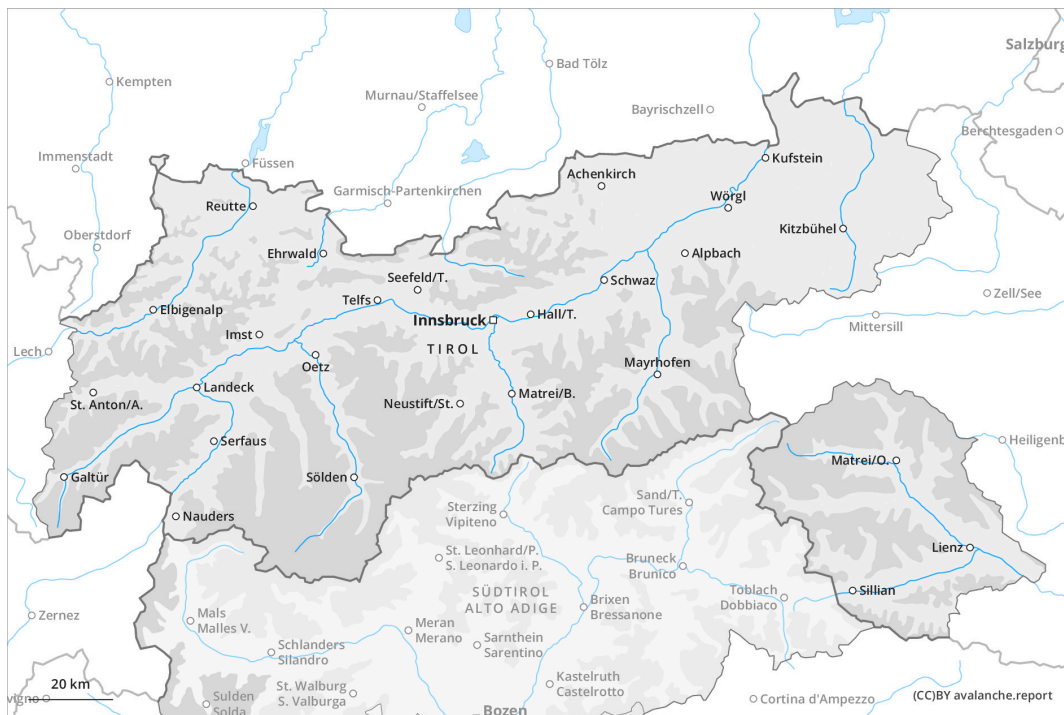 Salzburg
Kempten
Bad Tölz
Murnau/Staffelsee
Bayrischzell
Berchtesgaden
Immenstadt
Füssen
Kufstein
Achenkirch
Garmisch-Partenkirchen
Reutte
Wörgl
Oberstdorf
Kitzbühel
Ehrwald
Alpbach
Seefeld/T.
Schwaz
Telfs
Zell/See
Elbigenalp
Innsbruck
Hall/T.
Mittersill
Imst
TIROL
Lech
Oetz
Mayrhofen
Landeck
Matrei/B.
St. Anton/A.
Neustift/St.
Serfaus
Heiligenb
Matrei/O.
Galtür
Sölden
Sterzing
Vipiteno
Sand/T.
Campo Tures
Nauders
Lienz
St. Leonhard/P.
S. Leonardo i. P.
Bruneck
Brunico
SÜDTIROL
ALTO ADIGE
Toblach
Dobbiaco
Sillian
Zernez
Mals
Malles V.
Brixen
Bressanone
Meran
Merano
Sarnthein
Sarentino
Schlanders
Silandro
Kastelruth
Castelrotto
20 km
St. Walburg
S. Valburga
vigno
Sulden
Solda
Cortina d'Ampezzo
(CC)BY avalanche.report
Bozen